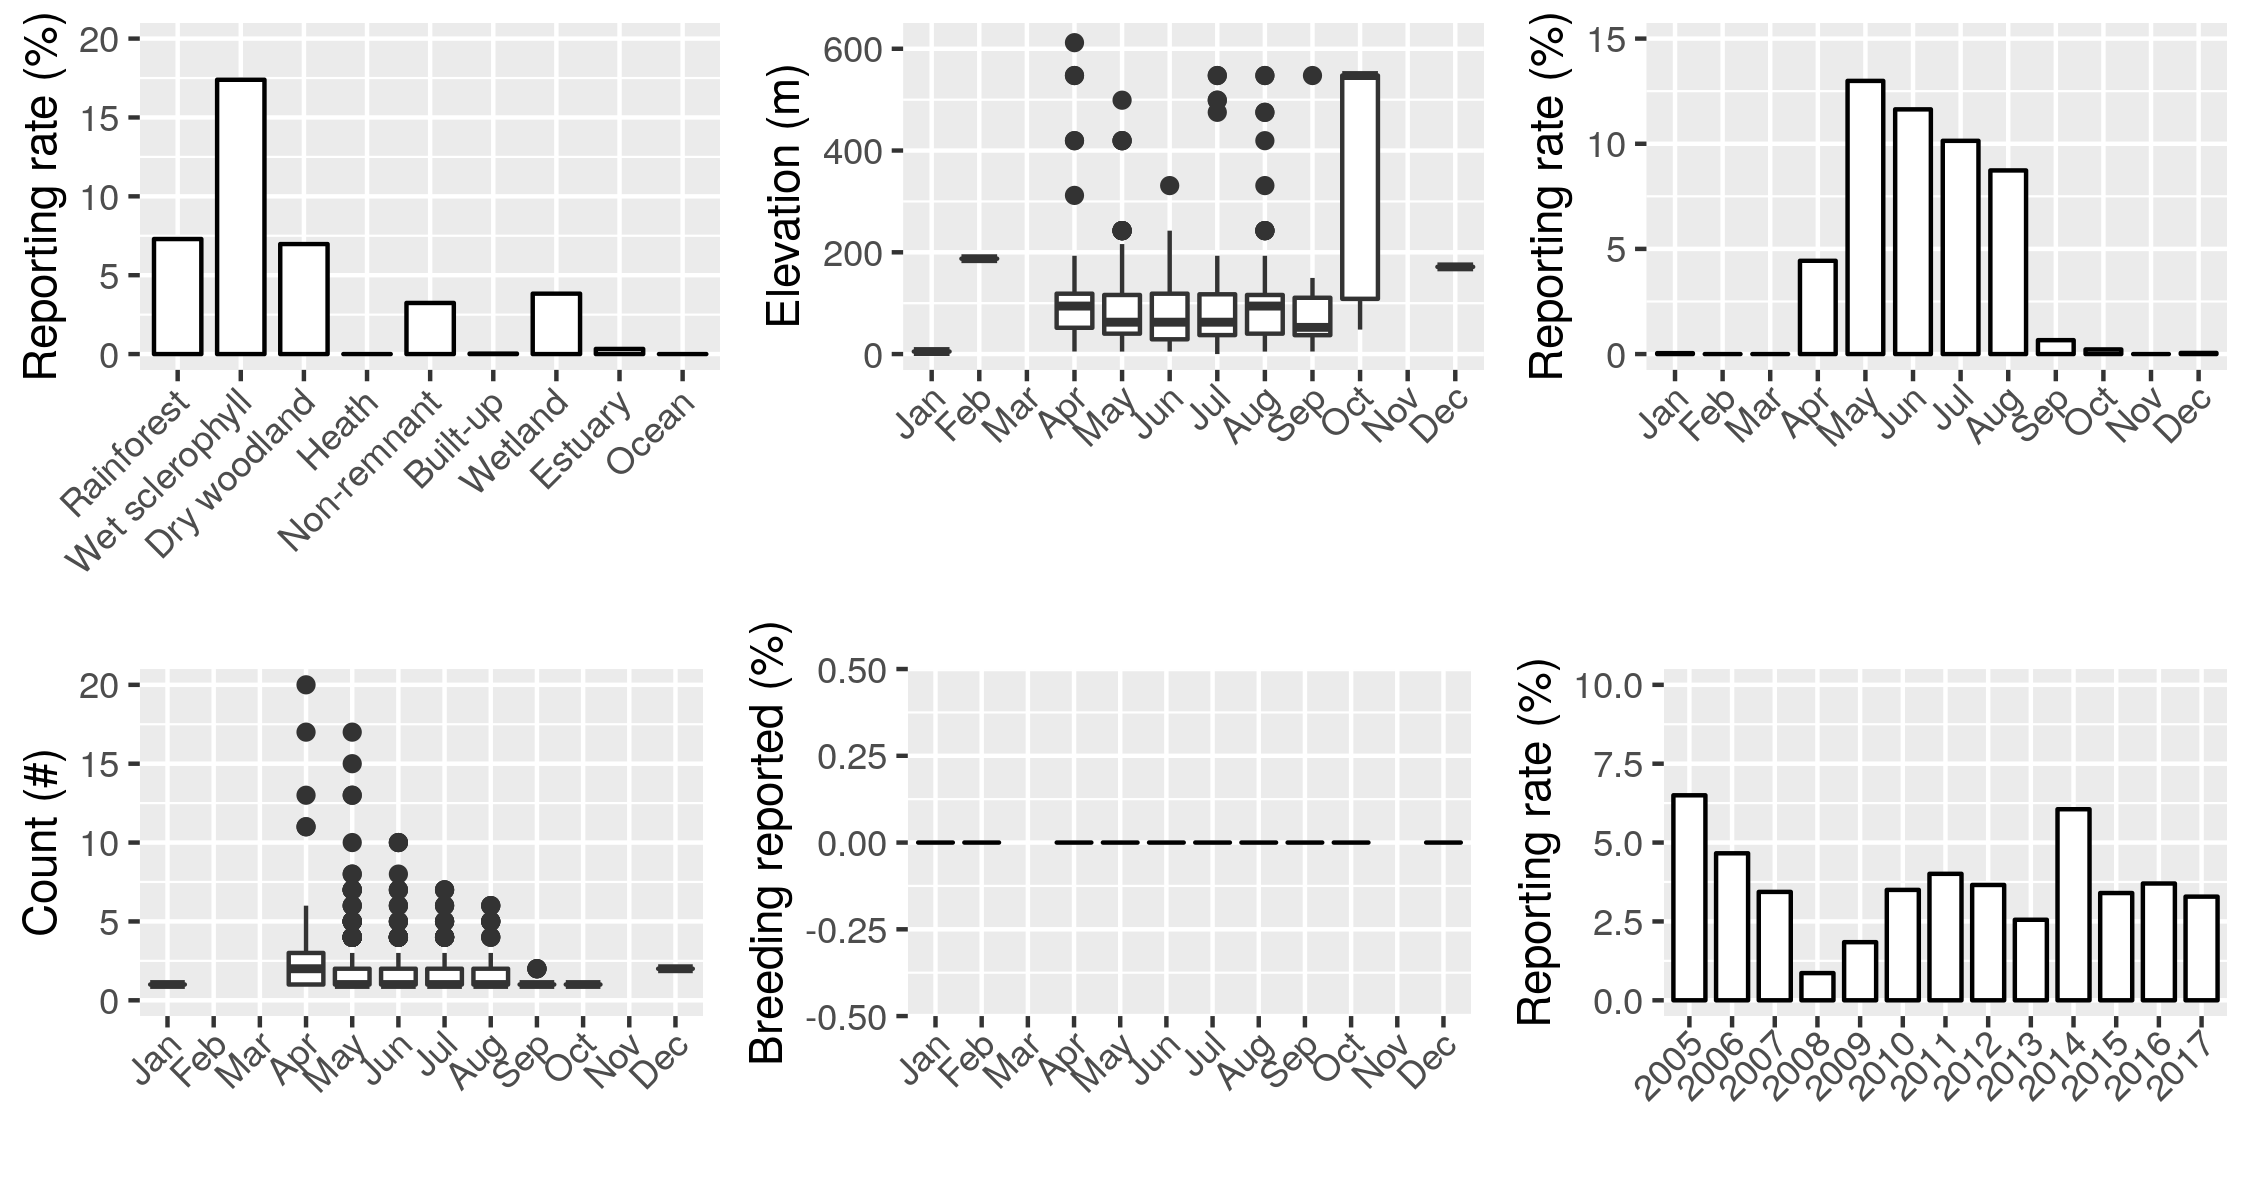 Reporting rate (%)
20
15
10
5
0
Rainforest
Wet sclerophyll
Dry woodland
Heath
Non-remnant
Built-up
Wetland
Estuary
Ocean
Elevation (m)
600
400
200
0
Jan
Feb
Mar
Apr
May
Jun
Jul
Aug
Sep
Oct
Nov
Dec
Reporting rate (%)
15
10
5
0
Jan
Feb
Mar
Apr
May
Jun
Jul
Aug
Sep
Oct
Nov
Dec
Count (#)
20
15
10
5
0
Jan
Feb
Mar
Apr
May
Jun
Jul
Aug
Sep
Oct
Nov
Dec
Breeding reported (%)
0.50
0.25
0.00
-0.25
-0.50
Jan
Feb
Mar
Apr
May
Jun
Jul
Aug
Sep
Oct
Nov
Dec
Reporting rate (%)
10.0
7.5
5.0
2.5
0.0
2005
2006
2007
2008
2009
2010
2011
2012
2013
2014
2015
2016
2017